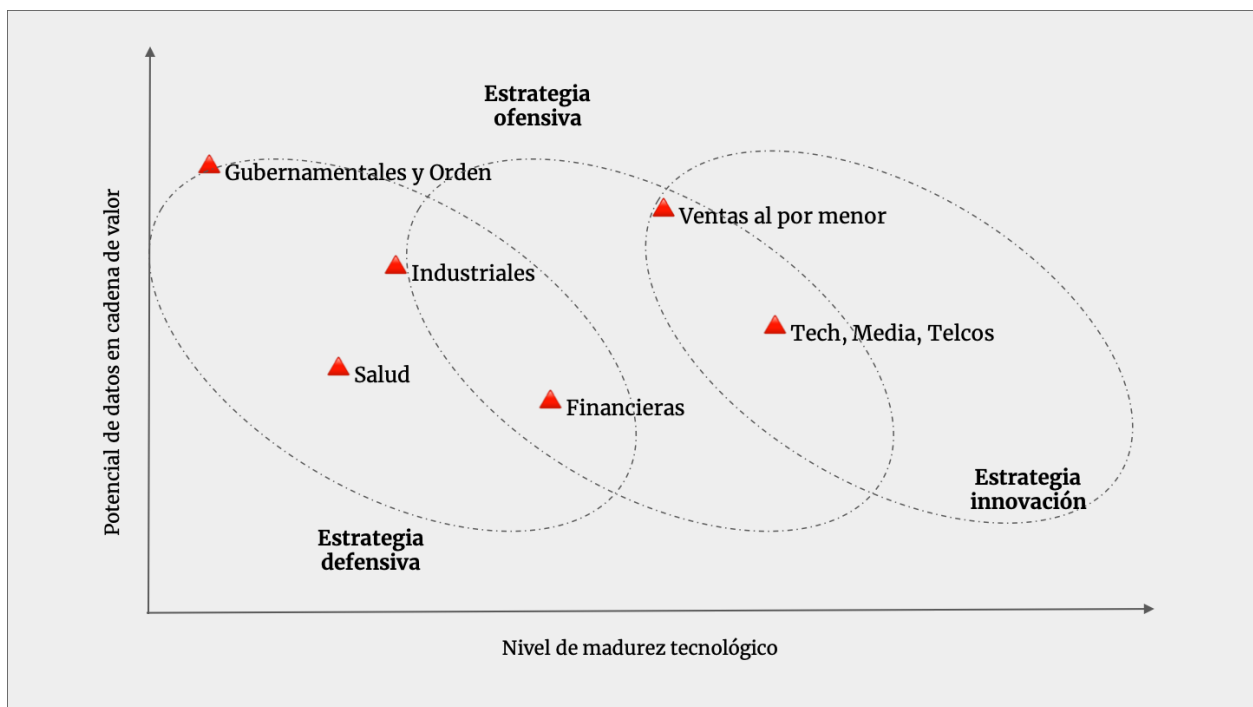 Estrategia
ofensiva
Gubernamentales y Orden
Ventas al por menor
Industriales
Tech, Media, Telcos
Salud
Financieras
Estrategia
innovación
Estrategia
defensiva
Potencial de datos en cadena de valor
Nivel de madurez tecnológico